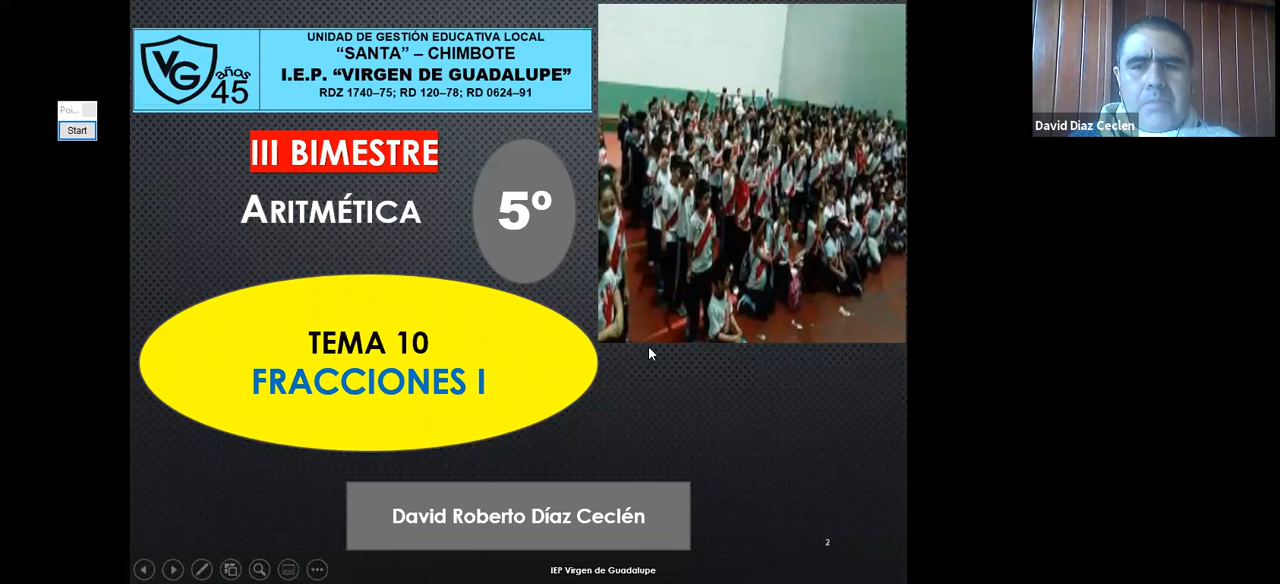 UNIDAD DE GESTIÓN EDUCATIVA LOCAL
“SANTA” – CHIMBOTE
I.E.P. “VIRGEN DE GUADALUPE”
RDZ 1740–75; RD 120–78; RD 0624–91
VG
años
45
Poi...
Start
III BIMESTRE
ARITMÉTICA
5º
TEMA 10
FRACCIONES I
David Roberto Díaz Ceclén
2
IEP Virgen de Guadalupe
David Diaz Ceclen